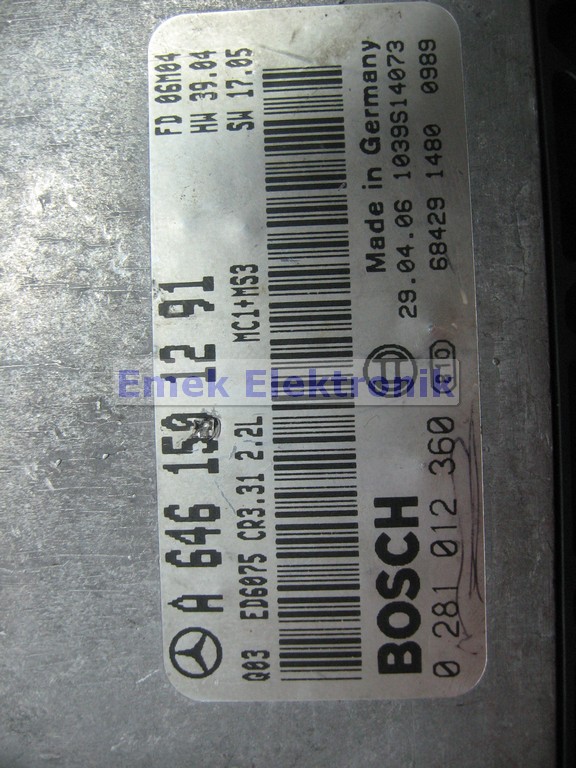 A 646 150 12 91
FD 06M04
HW 39.04
SW 17.05
Q03 ED6075 CR3.31 2.2L MC1+MS3
BOSCH
Made in Germany
0 281 012 360
29.04.06 1039S14073
68429 1480 0989
Emek Elektronik